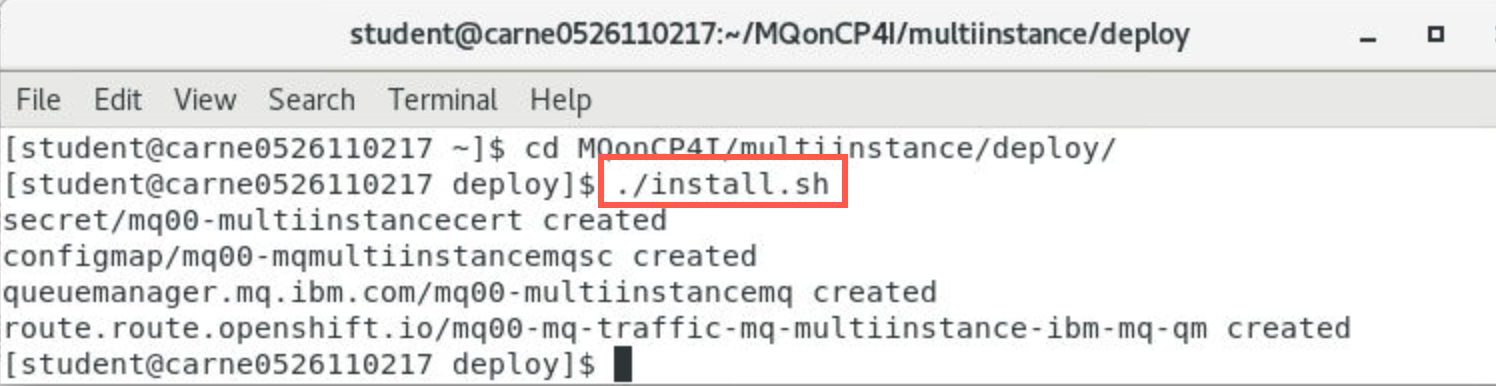 student@carne0526110217:~/MQonCP4I/multiinstance/deploy
File Edit View Search Terminal Help
[student@carne0526110217 ~]$ cd MQonCP4I/multiinstance/deploy/
[student@carne0526110217 deploy]$ ./install.sh
secret/mq00-multiinstancecert created
configmap/mq00-mqmultiinstancemqsc created
queuemanager.mq.ibm.com/mq00-multiinstancemq created
route.route.openshift.io/mq00-mq-traffic-mq-multiinstance-ibm-mq-qm created
[student@carne0526110217 deploy]$